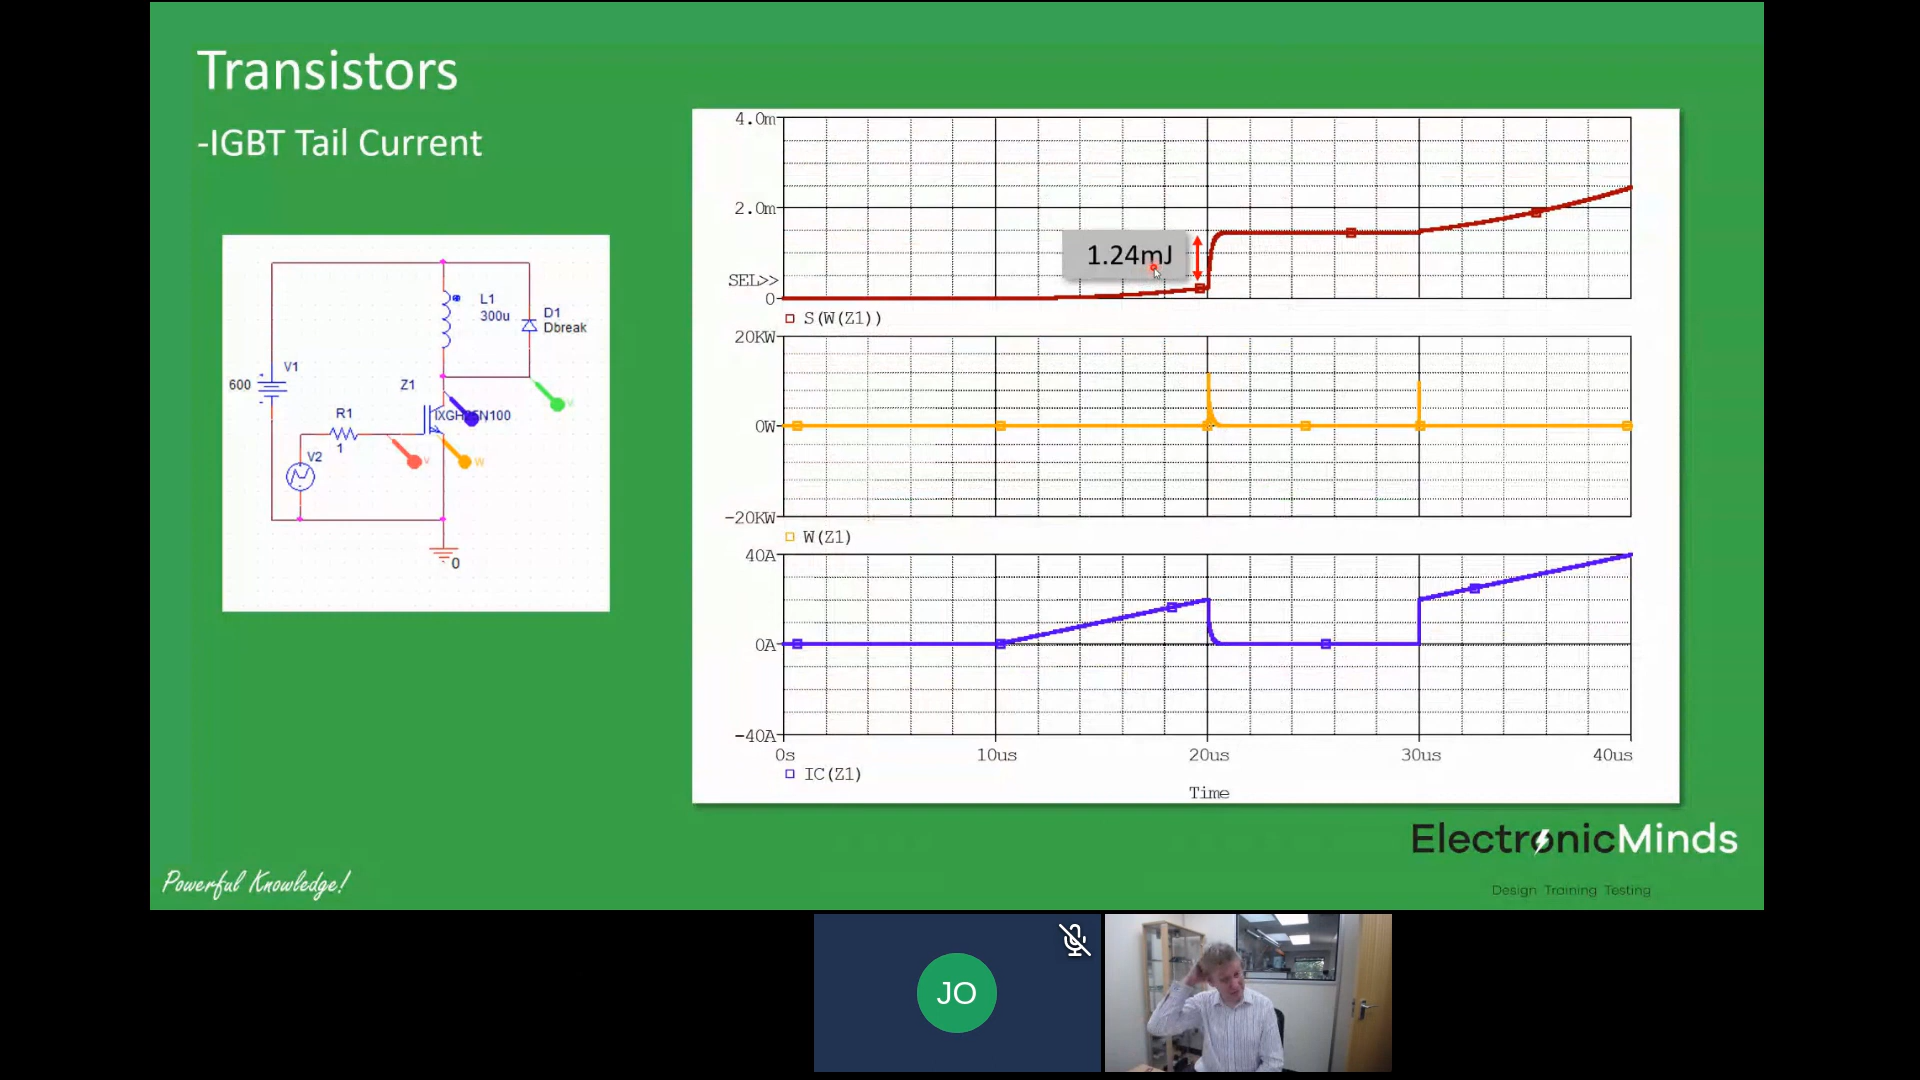 Transistors
-IGBT Tail Current
V1
600
L1
300u
D1
Dbreak
Z1
R1
1
V2
V
W
V
0
4.0m
2.0m
SEL>>
0
1.24mJ
S(W(Z1))
20KW
0W
-20KW
W(Z1)
40A
0A
-40A
0s 10us 20us 30us 40us
IC(Z1)
Time
ElectronicMinds
Design Training Testing
Powerful Knowledge!
JO